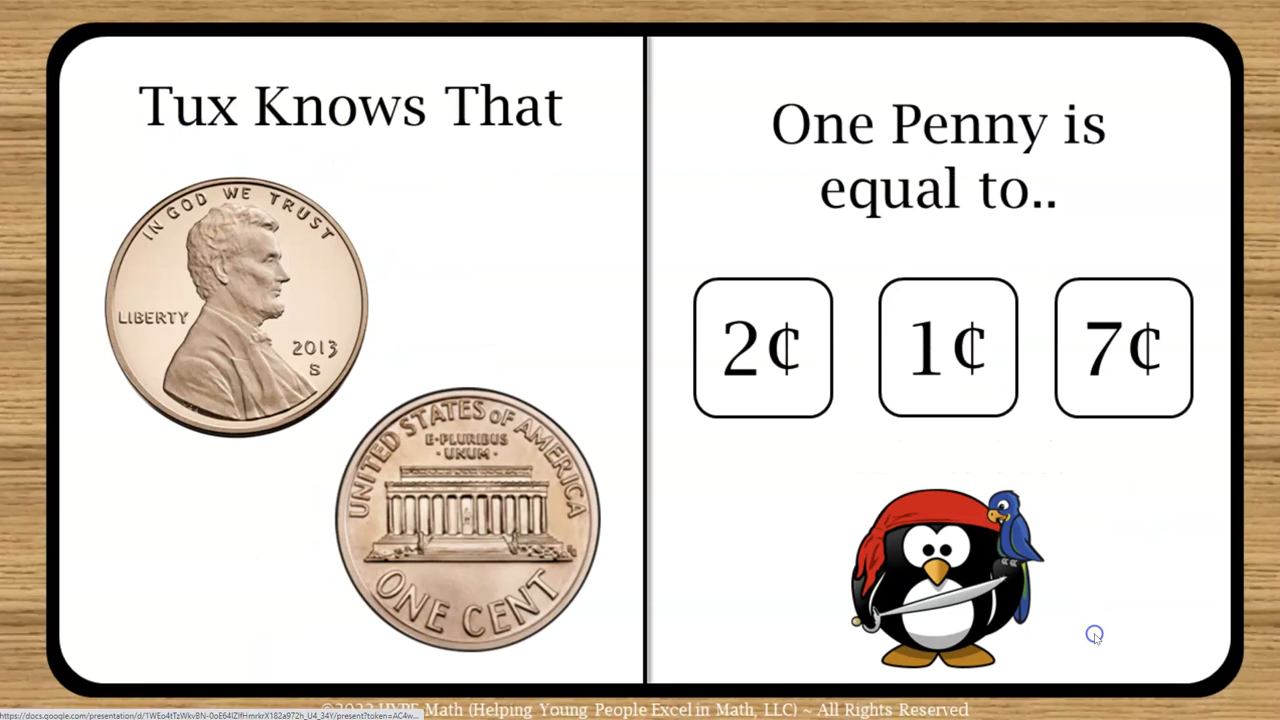 Tux Knows That
IN GOD WE TRUST
LIBERTY
2013
S
UNITED STATES OF AMERICA
E·PLURIBUS
·UNUM·
ONE CENT
One Penny is
equal to..
2¢ 1¢ 7¢
HYPE Math (Helping Young People Excel in Math, LLC) ~ All Rights Reserved